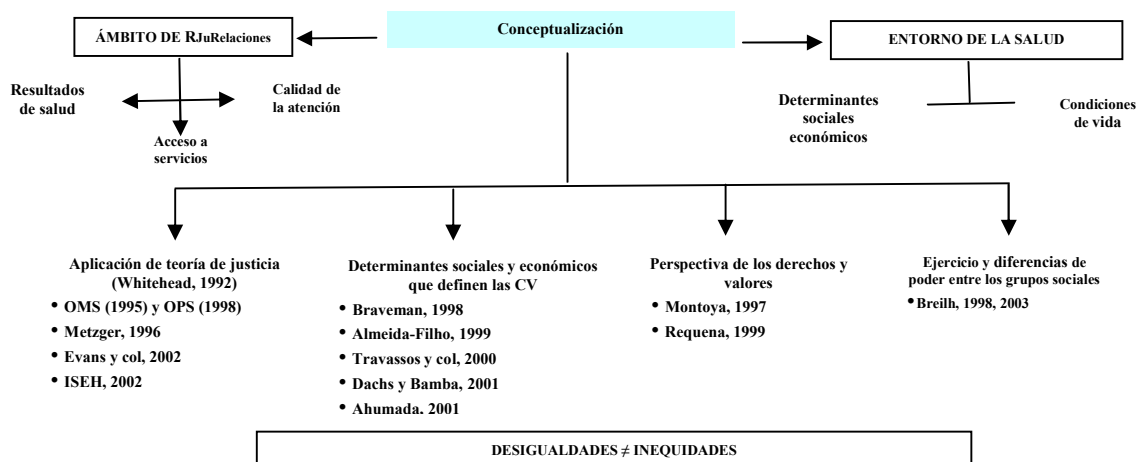 Conceptualización
ÁMBITO DE RJuRelaciones
ENTORNO DE LA SALUD
Resultados
de salud
Calidad de
la atención
Acceso a
servicios
Determinantes
sociales
económicos
Condiciones
de vida
Aplicación de teoría de justicia
(Whitehead, 1992)
• OMS (1995) y OPS (1998)
• Metzger, 1996
• Evans y col, 2002
• ISEH, 2002
Determinantes sociales y económicos
que definen las CV
• Braveman, 1998
• Almeida-Filho, 1999
• Travassos y col, 2000
• Dachs y Bamba, 2001
• Ahumada, 2001
Perspectiva de los derechos y
valores
• Montoya, 1997
• Requena, 1999
Ejercicio y diferencias de
poder entre los grupos sociales
• Breilh, 1998, 2003
DESIGUALDADES ≠ INEQUIDADES